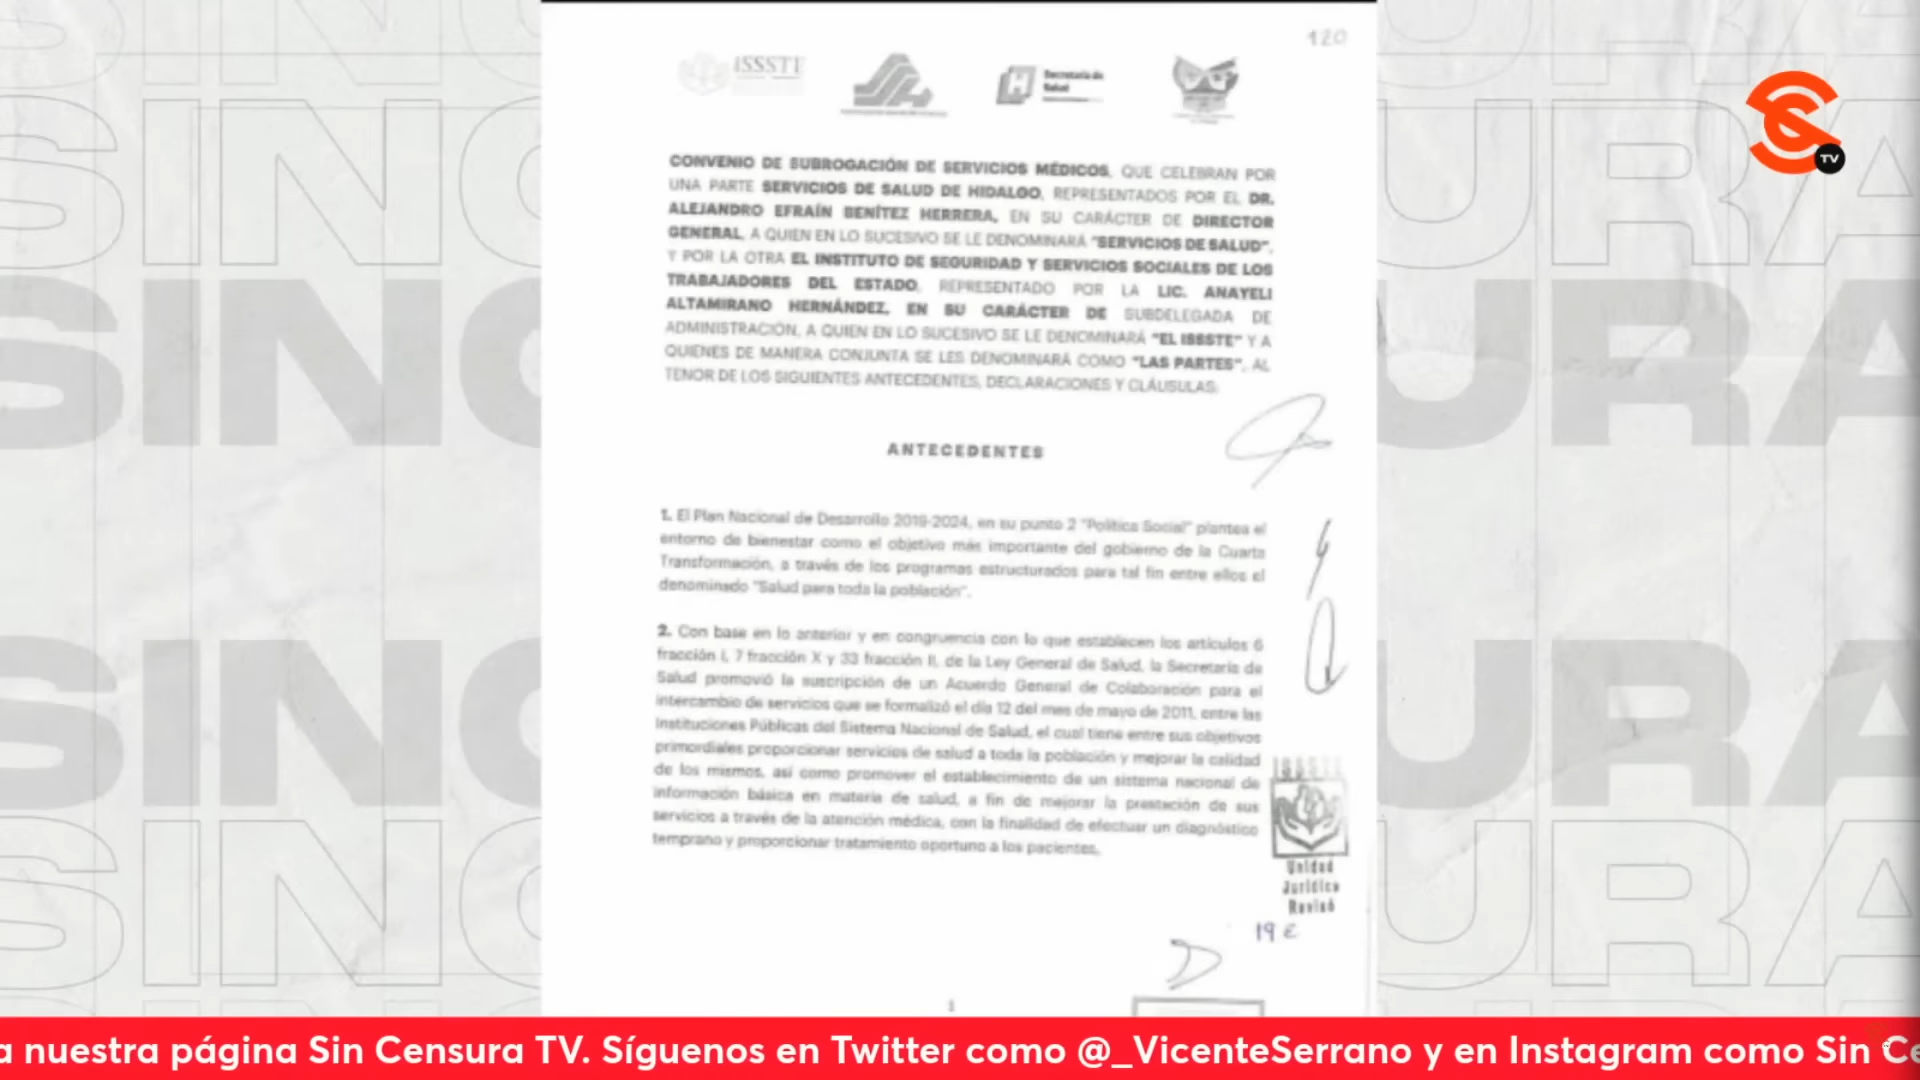 120
ISSSTE
Secretaría de
Salud
TV
CONVENIO DE SUBROGACIÓN DE SERVICIOS MÉDICOS, QUE CELEBRAN POR
UNA PARTE SERVICIOS DE SALUD DE HIDALGO, REPRESENTADOS POR EL DR.
ALEJANDRO EFRAÍN BENÍTEZ HERRERA, EN SU CARÁCTER DE DIRECTOR
GENERAL, A QUIEN EN LO SUCESIVO SE LE DENOMINARÁ "SERVICIOS DE SALUD",
Y POR LA OTRA EL INSTITUTO DE SEGURIDAD Y SERVICIOS SOCIALES DE LOS
TRABAJADORES DEL ESTADO, REPRESENTADO POR LA LIC. ANAYELI
ALTAMIRANO HERNÁNDEZ, EN SU CARÁCTER DE SUBDELEGADA DE
ADMINISTRACIÓN, A QUIEN EN LO SUCESIVO SE LE DENOMINARÁ "EL ISSSTE" Y A
QUIENES DE MANERA CONJUNTA SE LES DENOMINARÁ COMO "LAS PARTES", AL
TENOR DE LOS SIGUIENTES ANTECEDENTES, DECLARACIONES Y CLÁUSULAS:
ANTECEDENTES
1. El Plan Nacional de Desarrollo 2019-2024, en su punto 2 "Política Social" plantea el
entorno de bienestar como el objetivo más importante del gobierno de la Cuarta
Transformación, a través de los programas estructurados para tal fin entre ellos el
denominado "Salud para toda la población".
2. Con base en lo anterior y en congruencia con lo que establecen los artículos 6
fracción I, 7 fracción X y 33 fracción II, de la Ley General de Salud, la Secretaría de
Salud promovió la suscripción de un Acuerdo General de Colaboración para el
intercambio de servicios que se formalizó el día 12 del mes de mayo de 2011, entre las
Instituciones Públicas del Sistema Nacional de Salud, el cual tiene entre sus objetivos
primordiales proporcionar servicios de salud a toda la población y mejorar la calidad
de los mismos, así como promover el establecimiento de un sistema nacional de
información básica en materia de salud, a fin de mejorar la prestación de sus
servicios a través de la atención médica, con la finalidad de efectuar un diagnóstico
temprano y proporcionar tratamiento oportuno a los pacientes.
ISSSTE
Unidad
Jurídica
Revisó
19 E
1
a nuestra página Sin Censura TV. Síguenos en Twitter como @_VicenteSerrano y en Instagram como Sin Ce